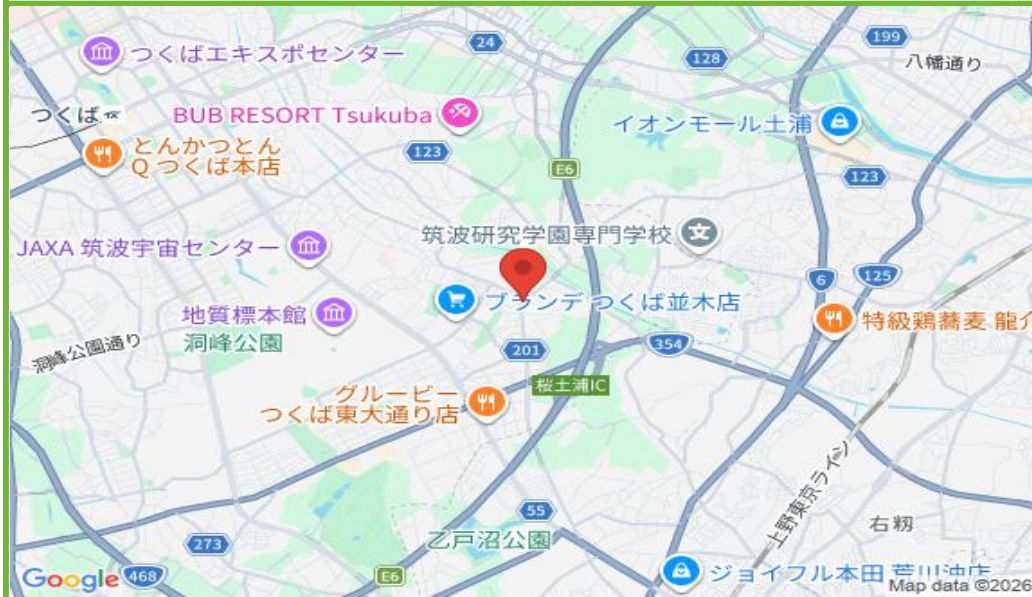 つくばエキスポセンター
24
199
128
八幡通り
つくば
BUB RESORT Tsukuba
イオンモール土浦
とんかつとん
Q つくば本店
123
E6
123
筑波研究学園専門学校
JAXA 筑波宇宙センター
6
125
ブランデ つくば並木店
地質標本館
洞峰公園
特級鶏蕎麦 龍介
洞峰公園通り
201
354
桜土浦IC
グルービー
つくば東大通り店
上野東京ライン
55
右籾
乙戸沼公園
273
E6
468
ジョイフル本田 荒川沖店
Google
Map data ©2026